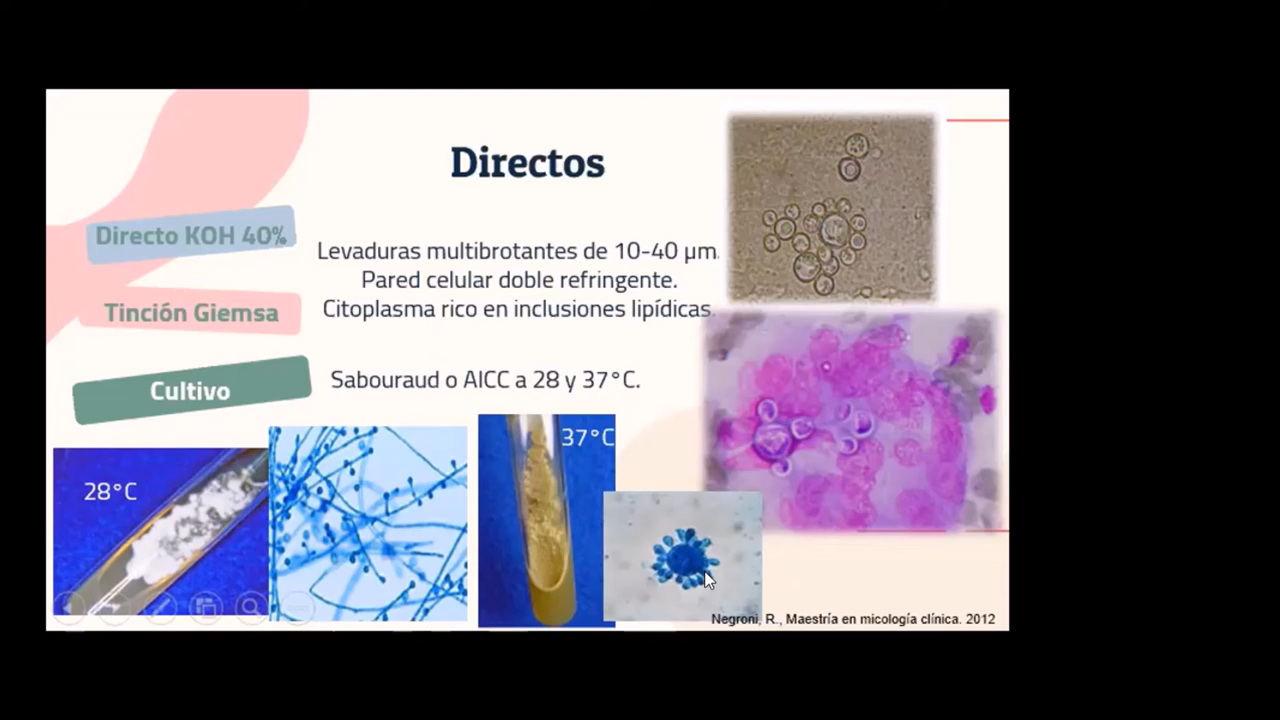 Directos
Directo KOH 40%
Levaduras multibrotantes de 10-40 µm.
Pared celular doble refringente.
Citoplasma rico en inclusiones lipídicas.
Tinción Giemsa
Cultivo
Sabouraud o AICC a 28 y 37°C.
28°C
37°C
Negroni, R., Maestría en micología clínica. 2012